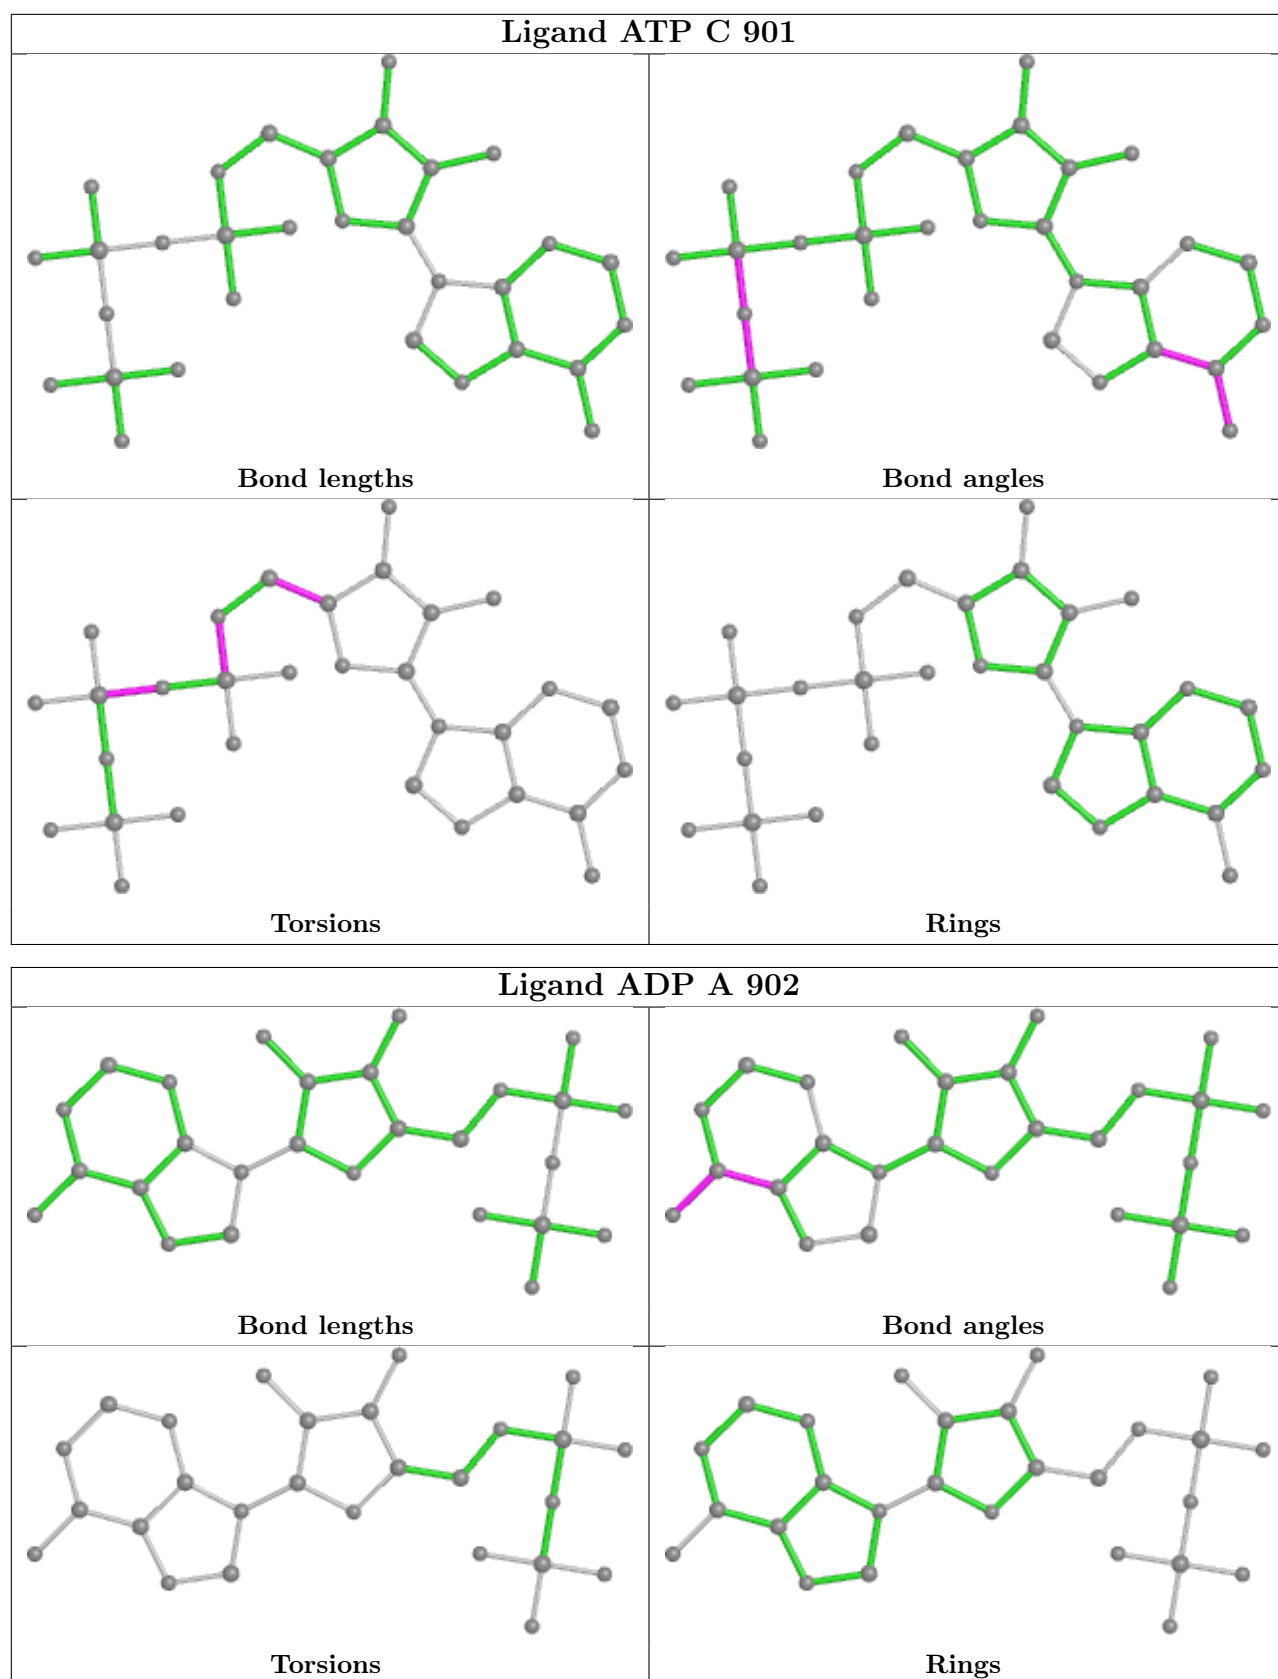 Ligand ATP C 901
Bond lengths
Bond angles
Torsions
Rings
Ligand ADP A 902
Bond lengths
Bond angles
Torsions
Rings